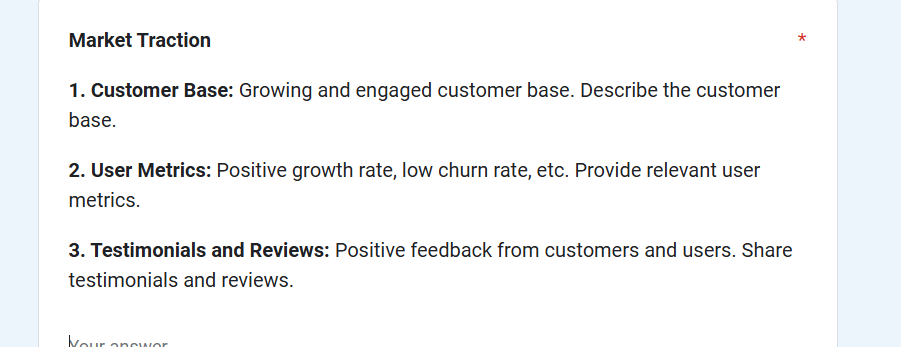 Market Traction *
1. Customer Base: Growing and engaged customer base. Describe the customer
base.
2. User Metrics: Positive growth rate, low churn rate, etc. Provide relevant user
metrics.
3. Testimonials and Reviews: Positive feedback from customers and users. Share
testimonials and reviews.
Your answer